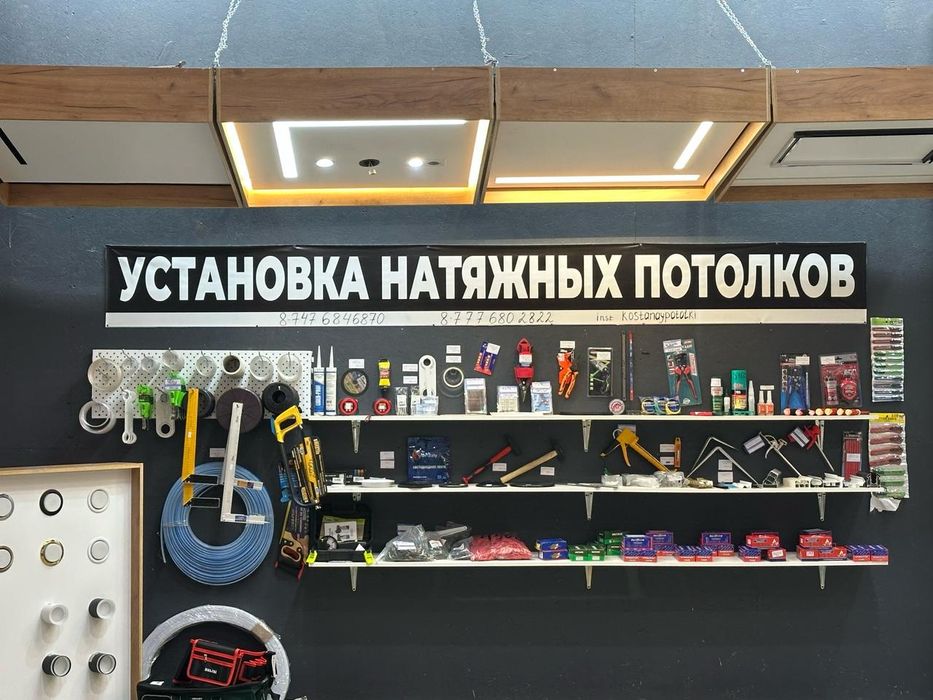 УСТАНОВКА НАТЯЖНЫХ ПОТОЛКОВ
8-747 6846870 8-777 680 2822 inst kostanaypotolki